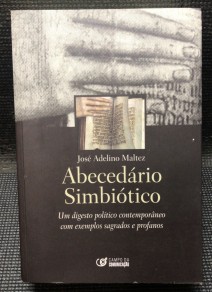 José Adelino Maltez
Abecedário
Simbiótico
Um digesto político contemporâneo
com exemplos sagrados e profanos
CAMPO DA
COMUNICAÇÃO